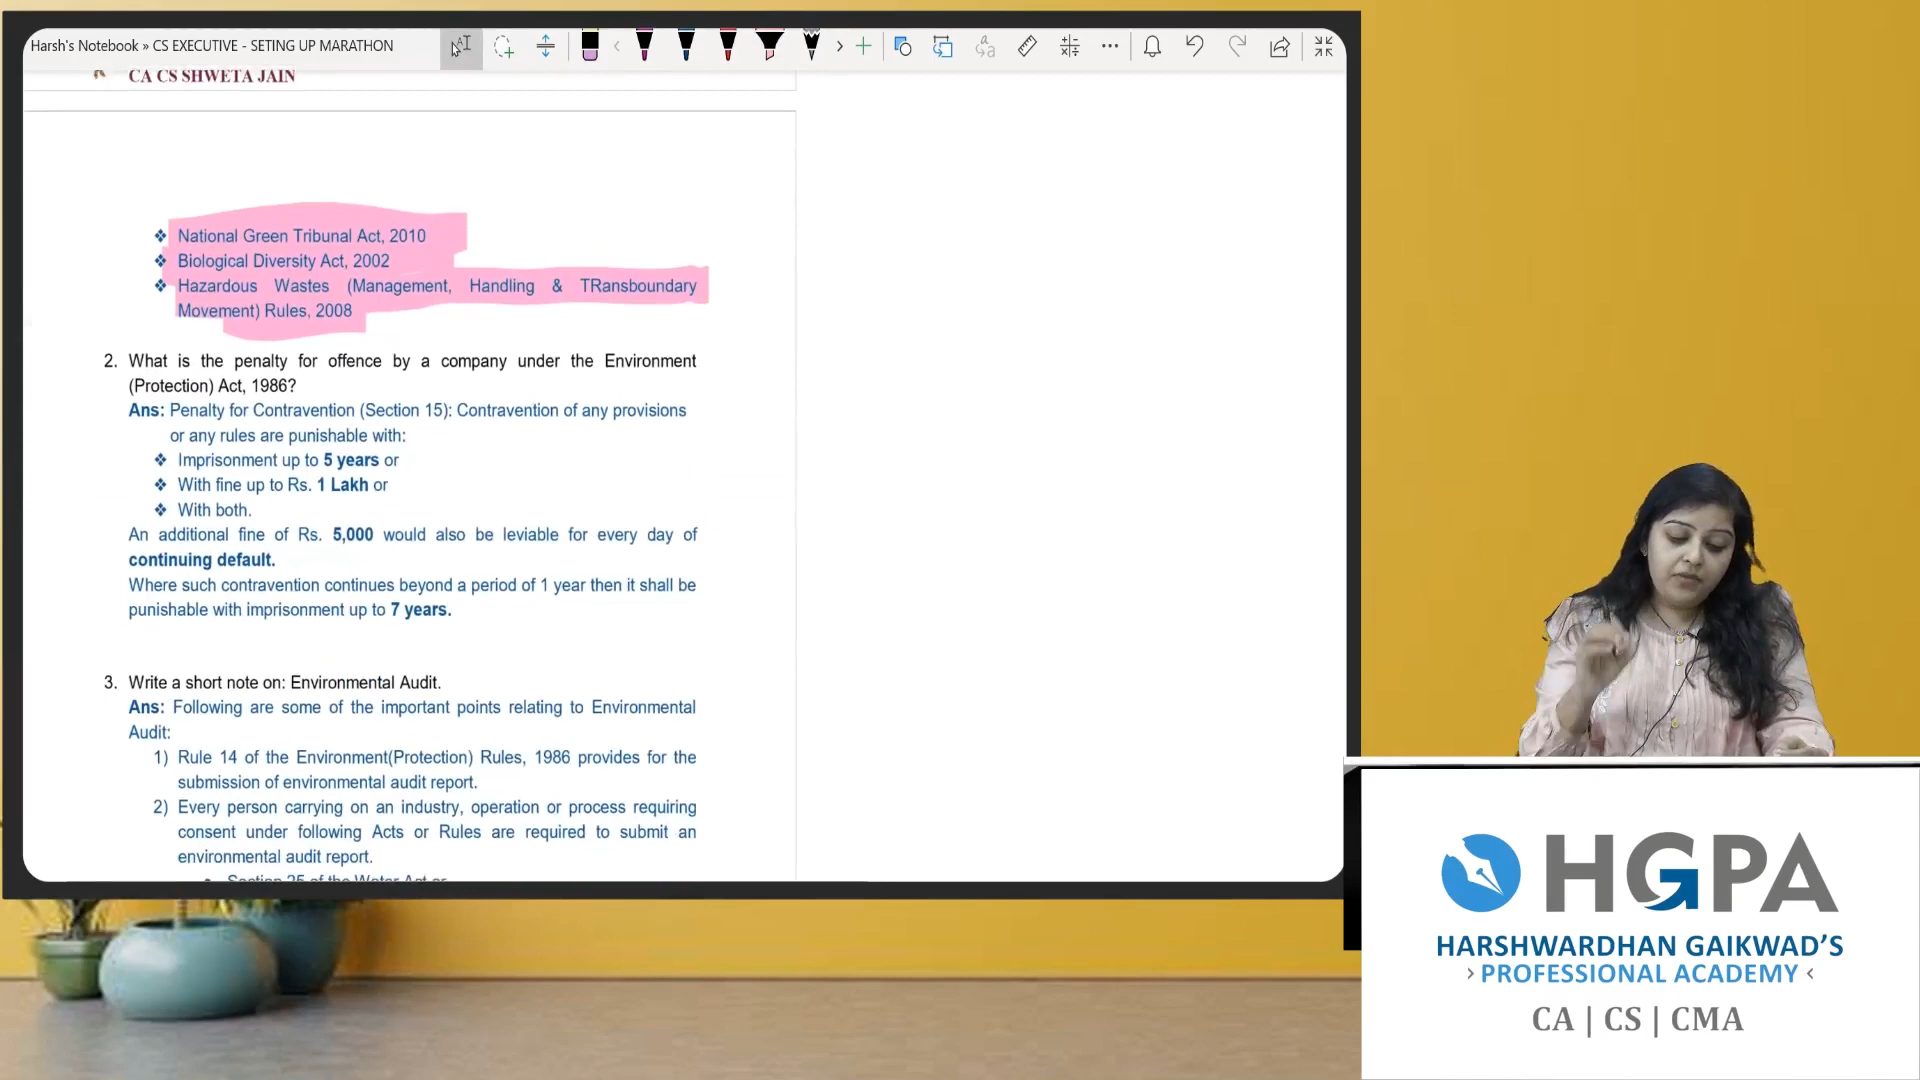 Harsh's Notebook » CS EXECUTIVE - SETING UP MARATHON
CA CS SHWETA JAIN
❖ National Green Tribunal Act, 2010
❖ Biological Diversity Act, 2002
❖ Hazardous Wastes (Management, Handling & TRansboundary
Movement) Rules, 2008
2. What is the penalty for offence by a company under the Environment
(Protection) Act, 1986?
Ans: Penalty for Contravention (Section 15): Contravention of any provisions
or any rules are punishable with:
❖ Imprisonment up to 5 years or
❖ With fine up to Rs. 1 Lakh or
❖ With both.
An additional fine of Rs. 5,000 would also be leviable for every day of
continuing default.
Where such contravention continues beyond a period of 1 year then it shall be
punishable with imprisonment up to 7 years.
3. Write a short note on: Environmental Audit.
Ans: Following are some of the important points relating to Environmental
Audit:
1) Rule 14 of the Environment(Protection) Rules, 1986 provides for the
submission of environmental audit report.
2) Every person carrying on an industry, operation or process requiring
consent under following Acts or Rules are required to submit an
environmental audit report.
• Section 25 of the Water Act or
HGPA
HARSHWARDHAN GAIKWAD'S
› PROFESSIONAL ACADEMY ‹
CA | CS | CMA